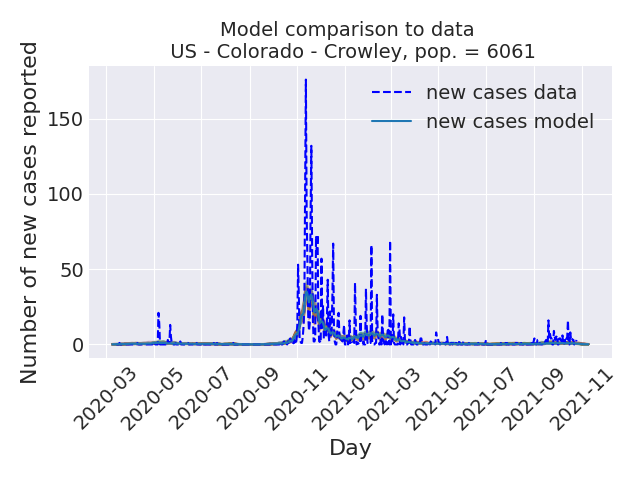 Model comparison to data
US - Colorado - Crowley, pop. = 6061
Number of new cases reported
150
100
50
0
new cases data
new cases model
2020-03
2020-05
2020-07
2020-09
2020-11
2021-01
2021-03
2021-05
2021-07
2021-09
2021-11
Day